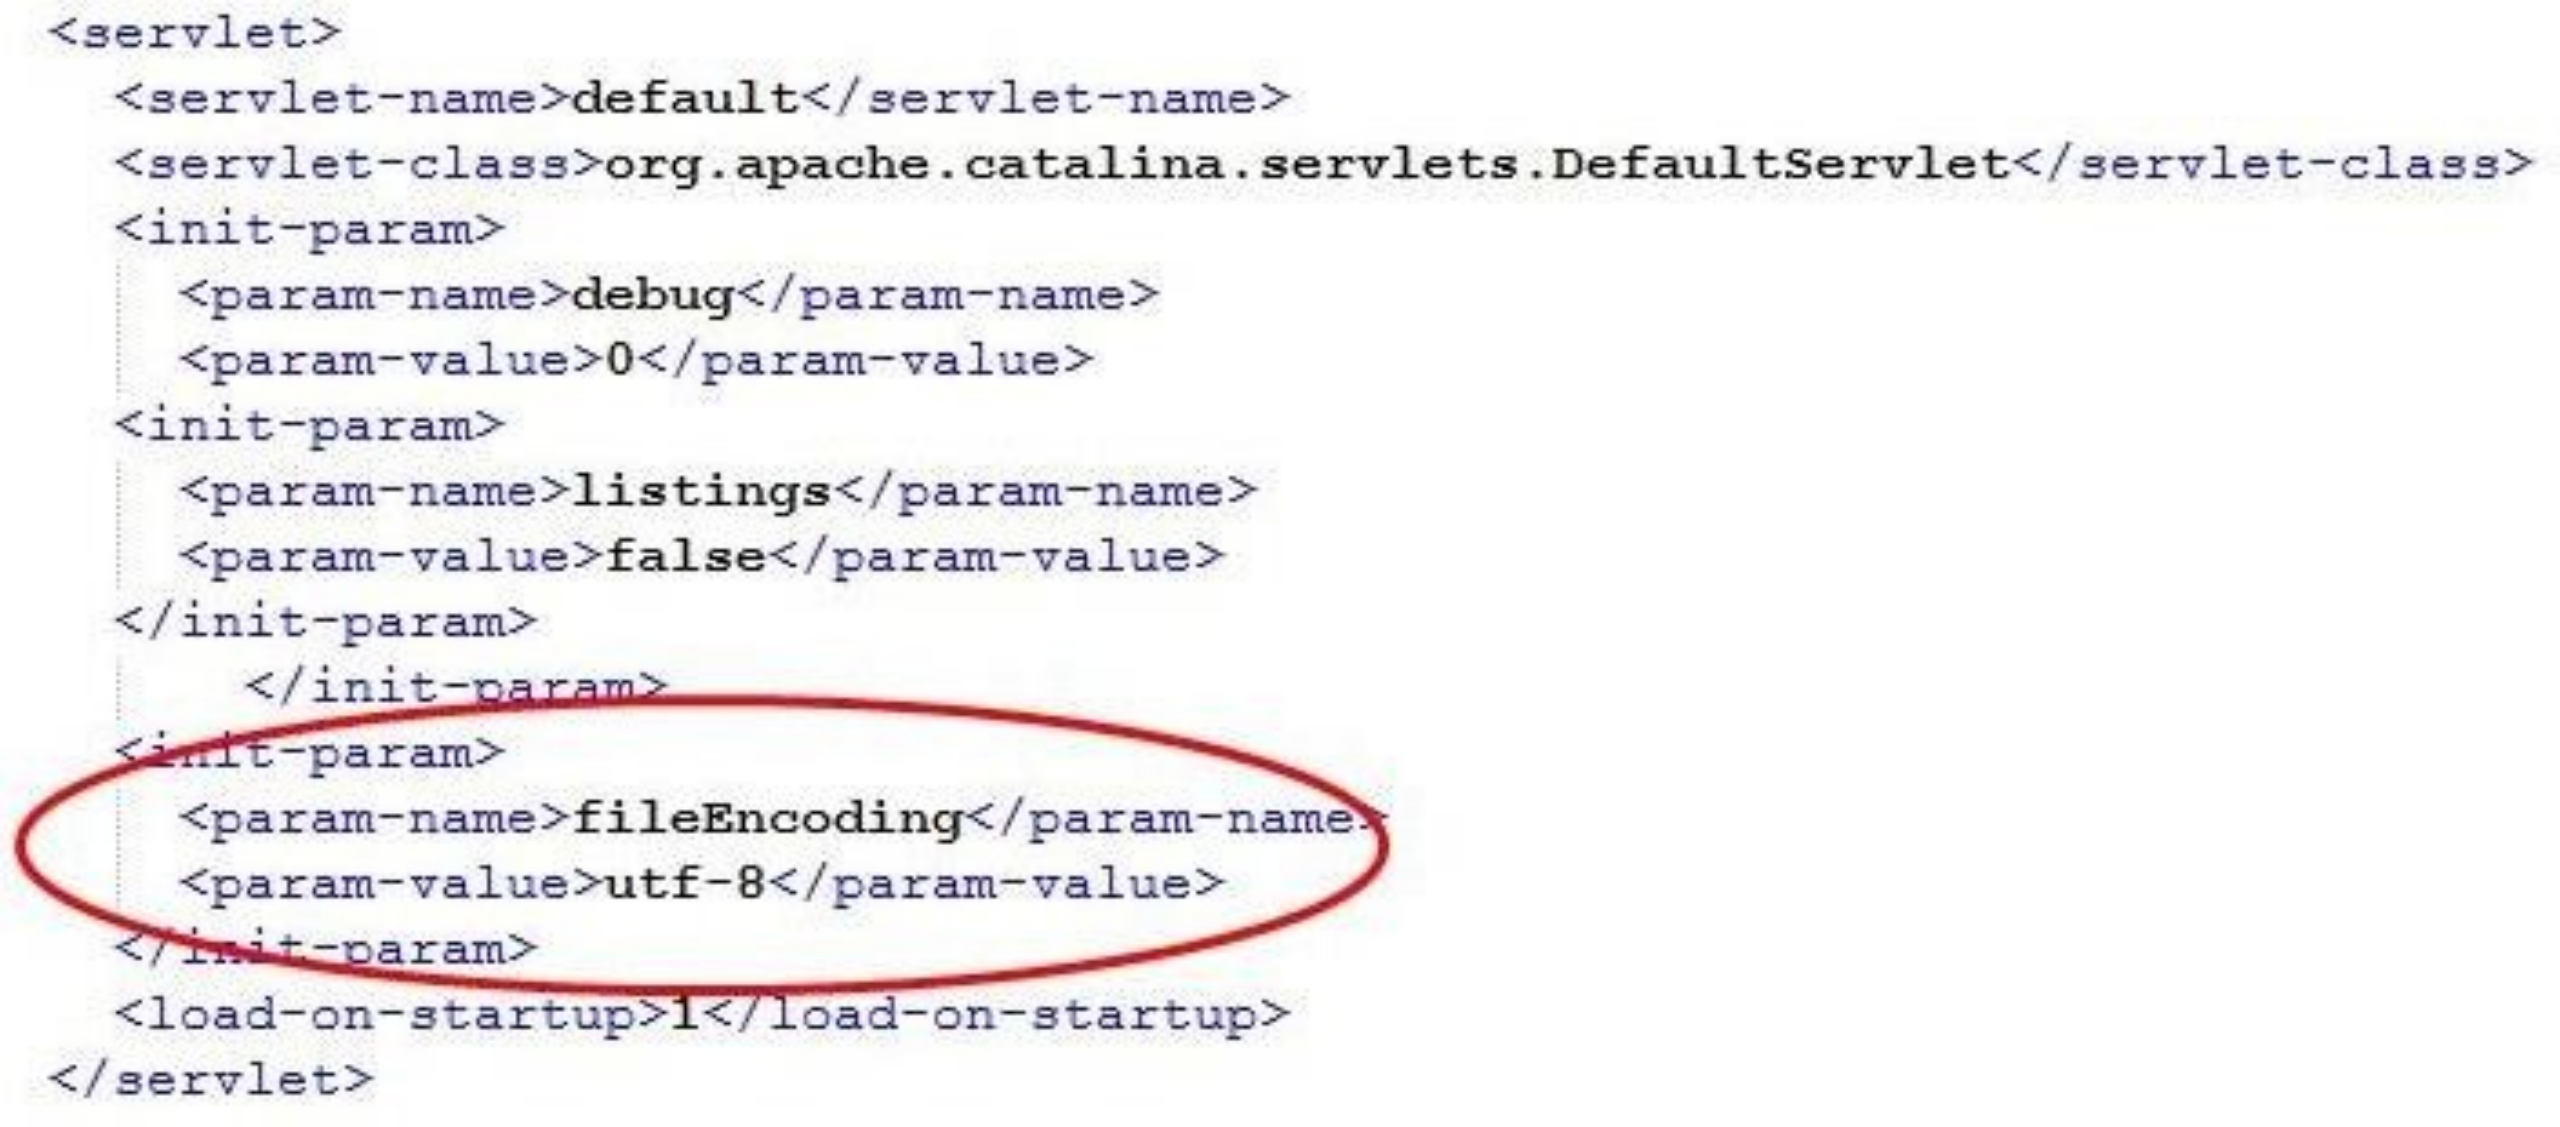 <servlet>
<servlet-name>default</servlet-name>
<servlet-class>org.apache.catalina.servlets.DefaultServlet</servlet-class>
<init-param>
<param-name>debug</param-name>
<param-value>0</param-value>
<init-param>
<param-name>listings</param-name>
<param-value>false</param-value>
</init-param>
</init-param>
<init-param>
<param-name>fileEncoding</param-name>
<param-value>utf-8</param-value>
</init-param>
<load-on-startup>1</load-on-startup>
</servlet>